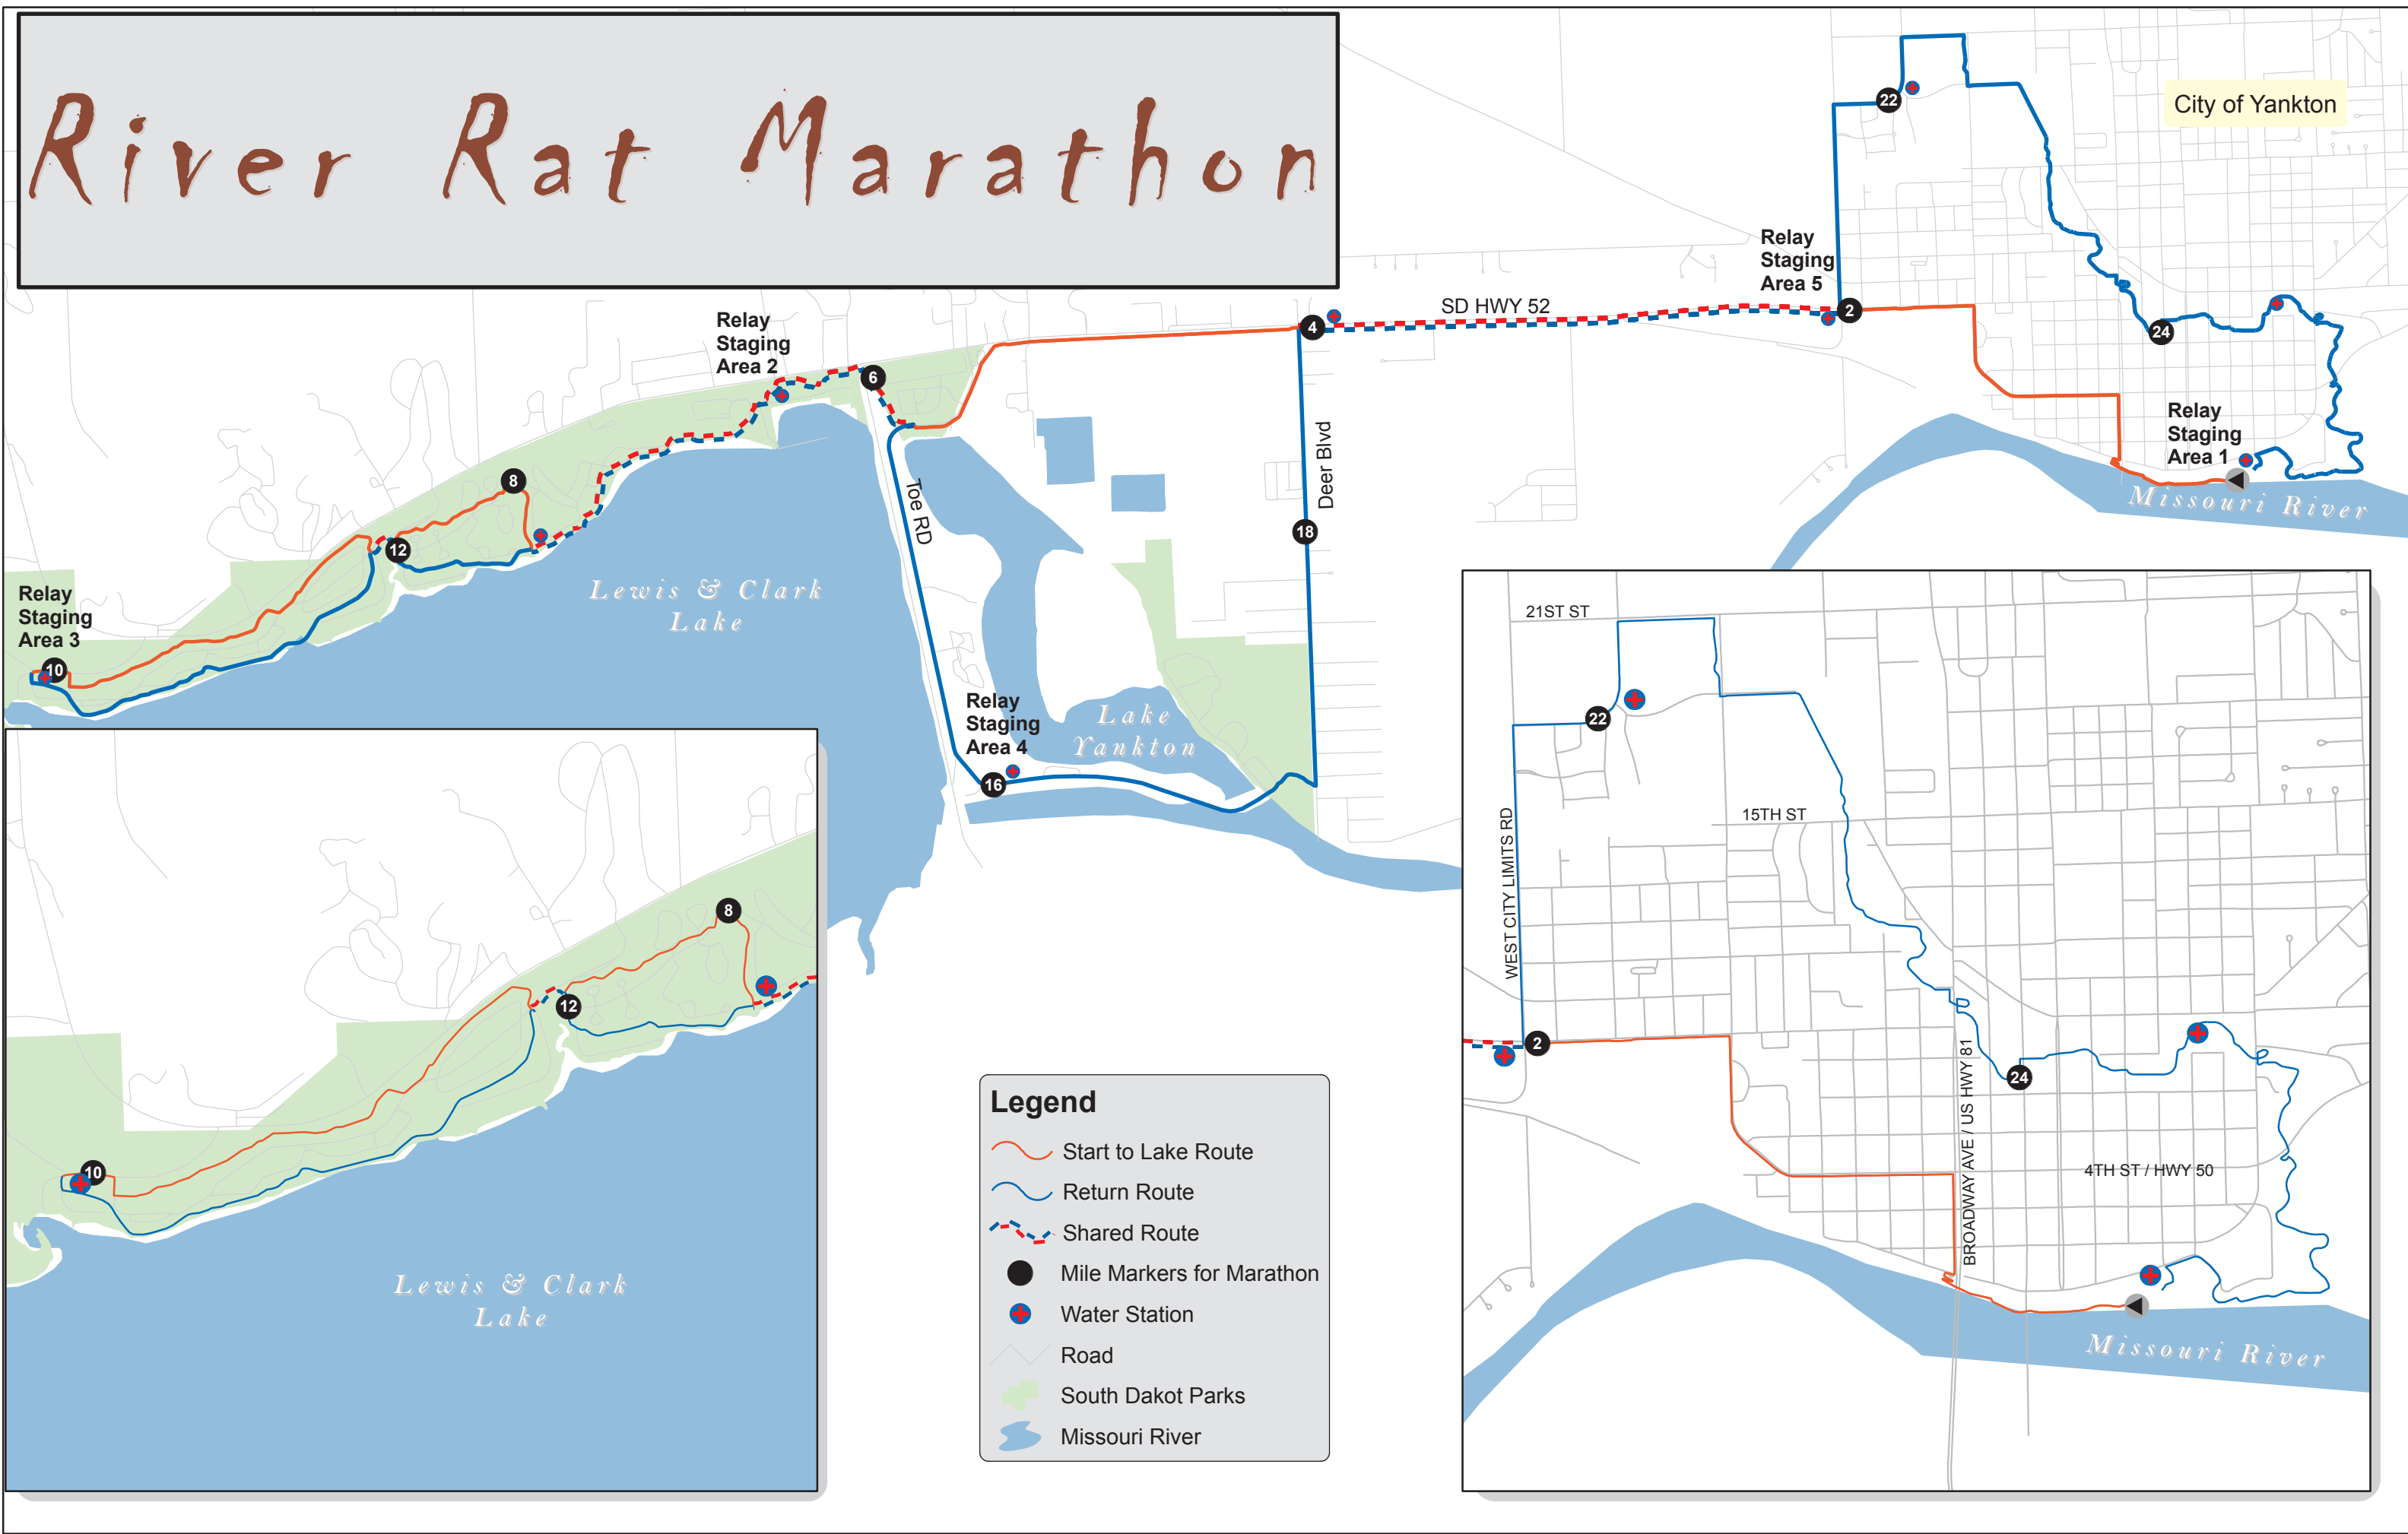 River Rat Marathon
City of Yankton
22
Relay
Staging
Area 5
2
SD HWY 52
4
24
Relay
Staging
Area 2
6
Relay
Staging
Area 1
Missouri River
Deer Blvd
Toe RD
8
18
12
Lewis & Clark
Lake
Relay
Staging
Area 3
10
Relay
Staging
Area 4
Lake
Yankton
16
8
12
10
Lewis & Clark
Lake
Legend
Start to Lake Route
Return Route
Shared Route
Mile Markers for Marathon
Water Station
Road
South Dakot Parks
Missouri River
21ST ST
22
15TH ST
WEST CITY LIMITS RD
2
24
BROADWAY AVE / US HWY 81
4TH ST / HWY 50
Missouri River